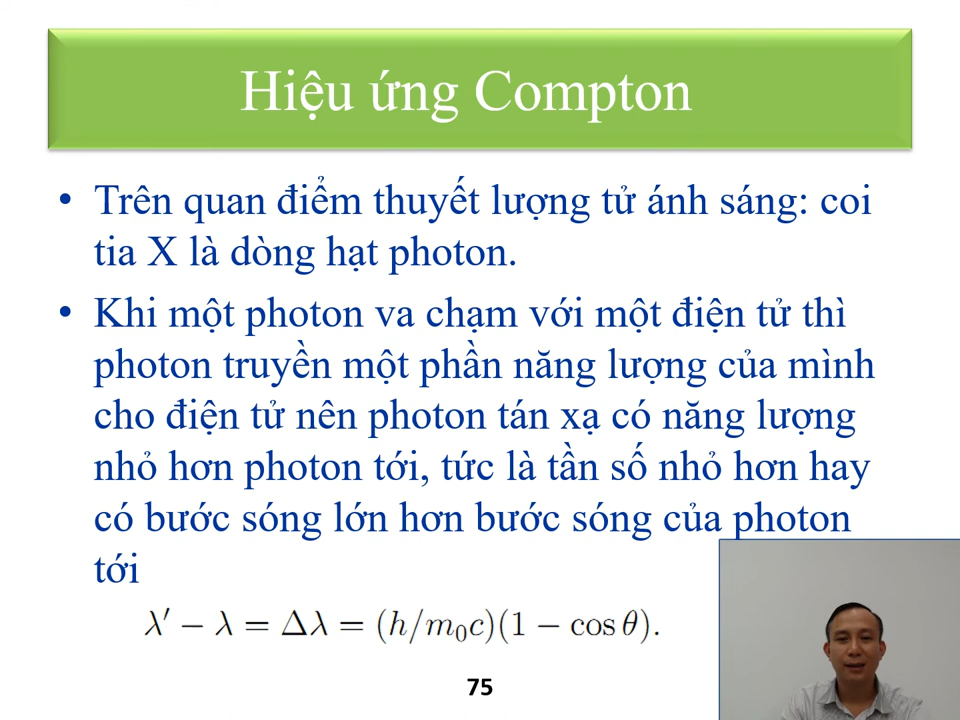 Hiệu ứng Compton
• Trên quan điểm thuyết lượng tử ánh sáng: coi
tia X là dòng hạt photon.
• Khi một photon va chạm với một điện tử thì
photon truyền một phần năng lượng của mình
cho điện tử nên photon tán xạ có năng lượng
nhỏ hơn photon tới, tức là tần số nhỏ hơn hay
có bước sóng lớn hơn bước sóng của photon
tới
λ′ − λ = Δλ = (h/m₀c)(1 − cos θ).
75